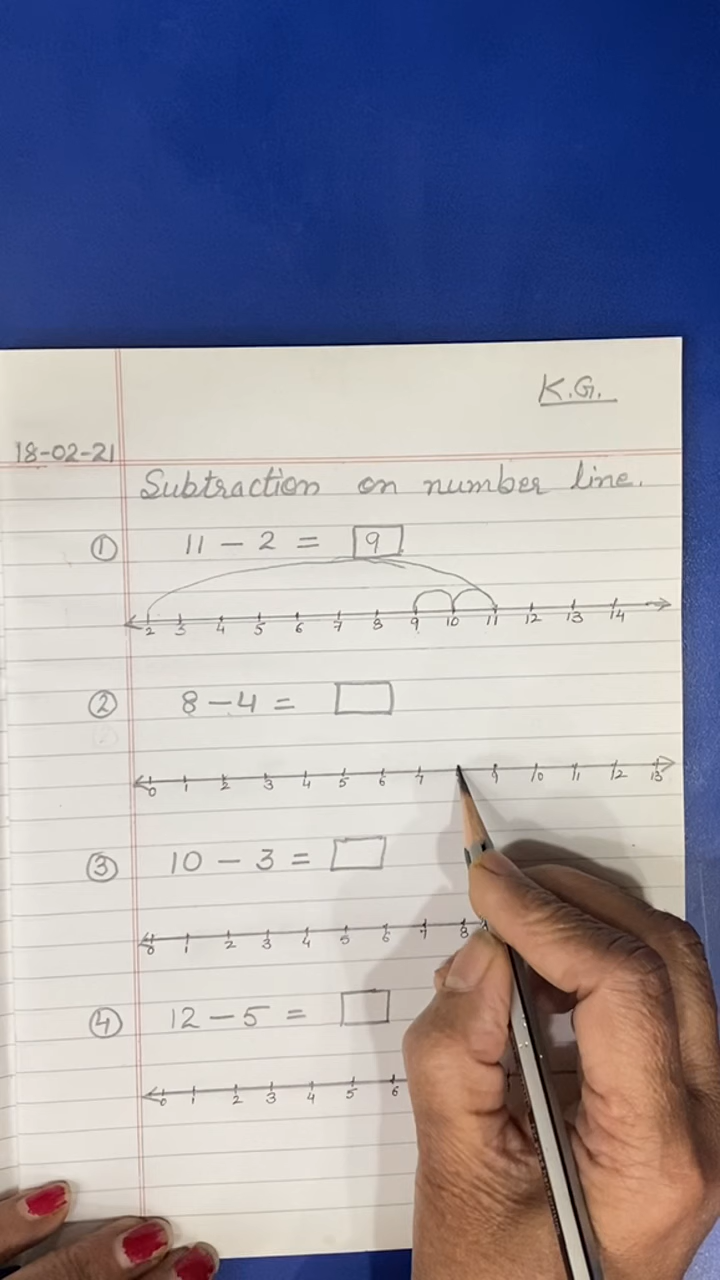 K.G.
18-02-21
Subtraction on number line.
① 11 - 2 = 9
2 3 4 5 6 7 8 9 10 11 12 13 14
② 8 - 4 =
0 1 2 3 4 5 6 7 9 10 11 12 13
③ 10 - 3 =
0 1 2 3 4 5 6 7 8
④ 12 - 5 =
0 1 2 3 4 5 6